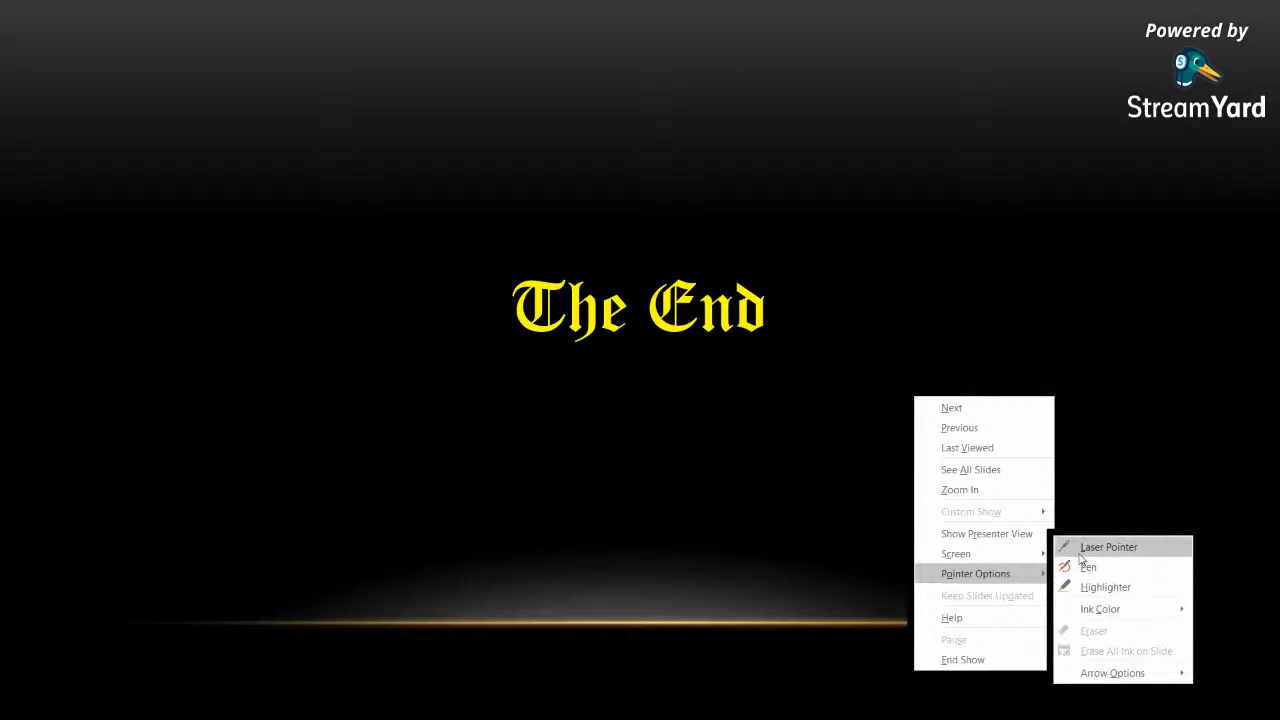 Powered by
StreamYard
The End
Next
Previous
Last Viewed
See All Slides
Zoom In
Custom Show
Show Presenter View
Screen
Pointer Options
Keep Slides Updated
Help
Pause
End Show
Laser Pointer
Pen
Highlighter
Ink Color
Eraser
Erase All Ink on Slide
Arrow Options